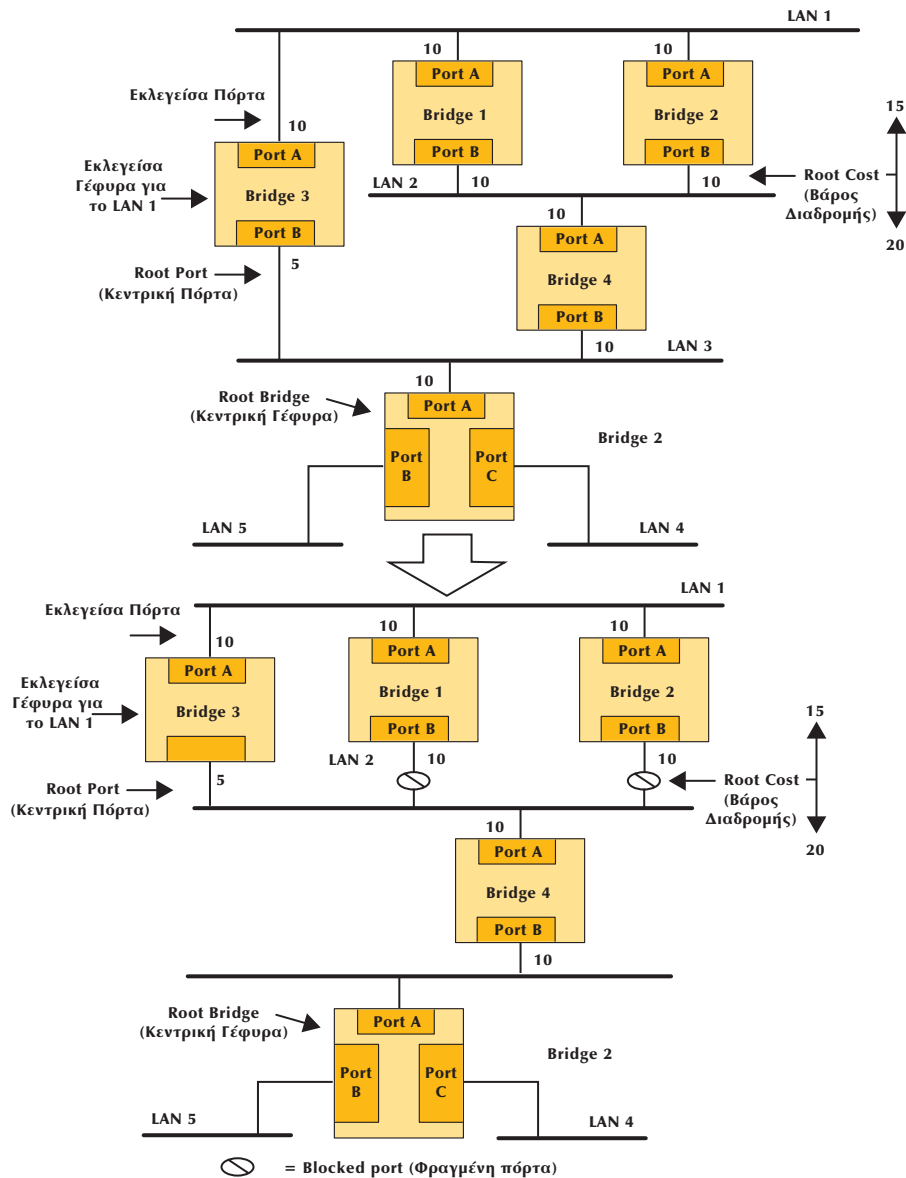 LAN 1
10
10
Port A
Port A
Εκλεγείσα Πόρτα
Bridge 1
Bridge 2
15
10
Port A
Port B
Port B
Εκλεγείσα
Γέφυρα για
το LAN 1
LAN 2
10
10
Root Cost
(Βάρος
Διαδρομής)
Bridge 3
10
Port B
Port A
20
Root Port
(Κεντρική Πόρτα)
5
Bridge 4
Port B
10
LAN 3
10
Root Bridge
(Κεντρική Γέφυρα)
Port A
Bridge 2
Port
B
Port
C
LAN 5
LAN 4
LAN 1
Εκλεγείσα Πόρτα
10
10
10
Port A
Port A
Port A
Εκλεγείσα
Γέφυρα για
το LAN 1
Bridge 3
Bridge 1
Bridge 2
15
Port B
Port B
LAN 2
10
10
5
Root Port
(Κεντρική Πόρτα)
Root Cost
(Βάρος
Διαδρομής)
10
20
Port A
Bridge 4
Port B
10
Root Bridge
(Κεντρική Γέφυρα)
Port A
Bridge 2
Port
B
Port
C
LAN 5
LAN 4
= Blocked port (Φραγμένη πόρτα)